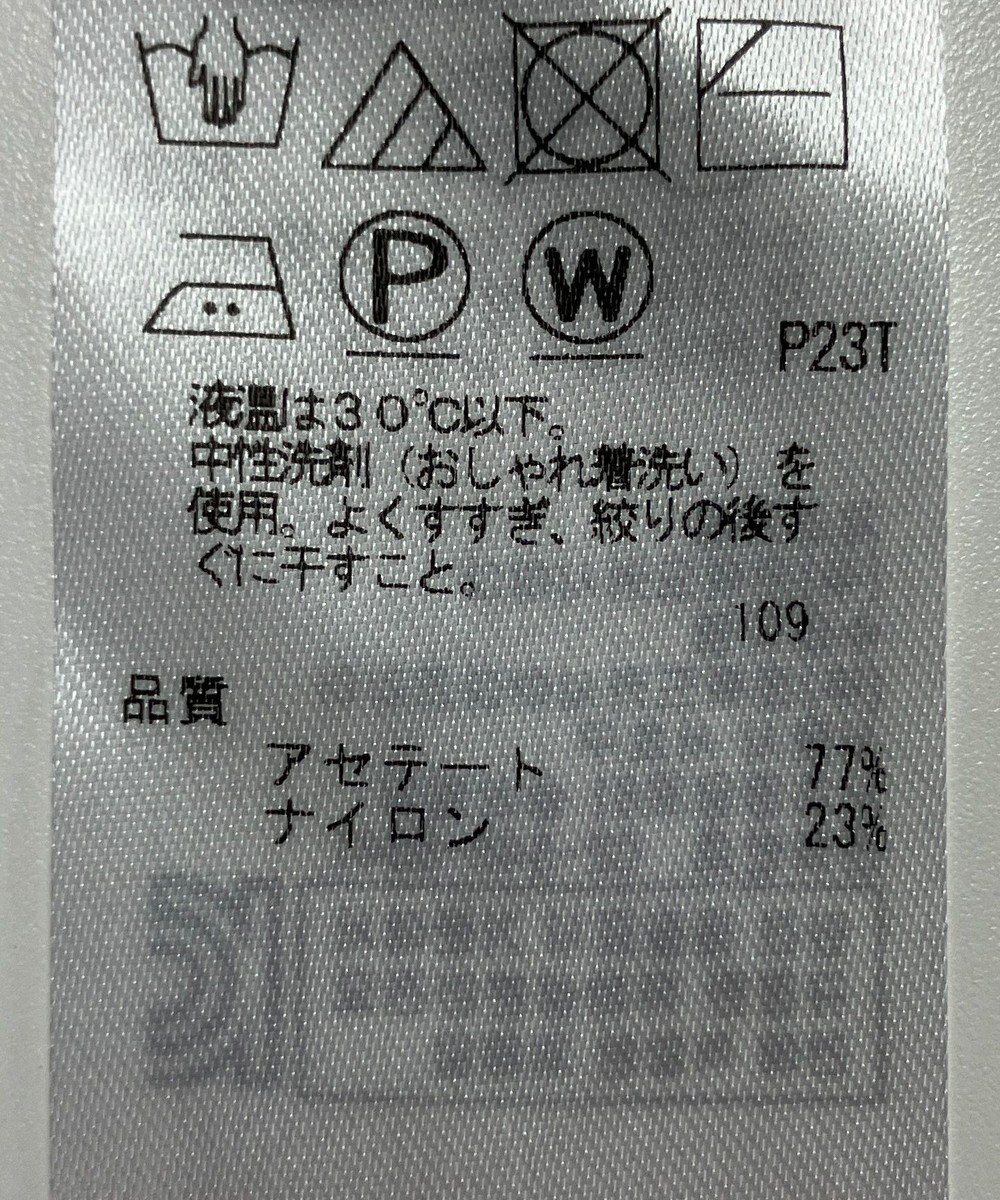 P
W
P23T
液温は30℃以下。
中性洗剤（おしゃれ着洗い）を
使用。よくすすぎ、絞りの後す
ぐに干すこと。
109
品質
アセテート 77%
ナイロン 23%